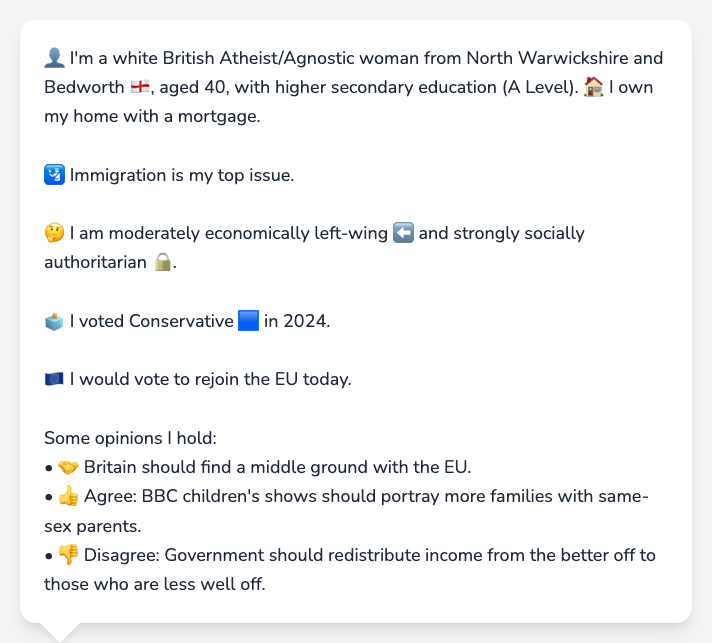 👤 I'm a white British Atheist/Agnostic woman from North Warwickshire and
Bedworth 🏴󠁧󠁢󠁥󠁮󠁧󠁿, aged 40, with higher secondary education (A Level). 🏠 I own
my home with a mortgage.
🛂 Immigration is my top issue.
🤔 I am moderately economically left-wing ⬅️ and strongly socially
authoritarian 🔒.
🗳️ I voted Conservative 🟦 in 2024.
🇪🇺 I would vote to rejoin the EU today.
Some opinions I hold:
• 🤝 Britain should find a middle ground with the EU.
• 👍 Agree: BBC children's shows should portray more families with same-
sex parents.
• 👎 Disagree: Government should redistribute income from the better off to
those who are less well off.